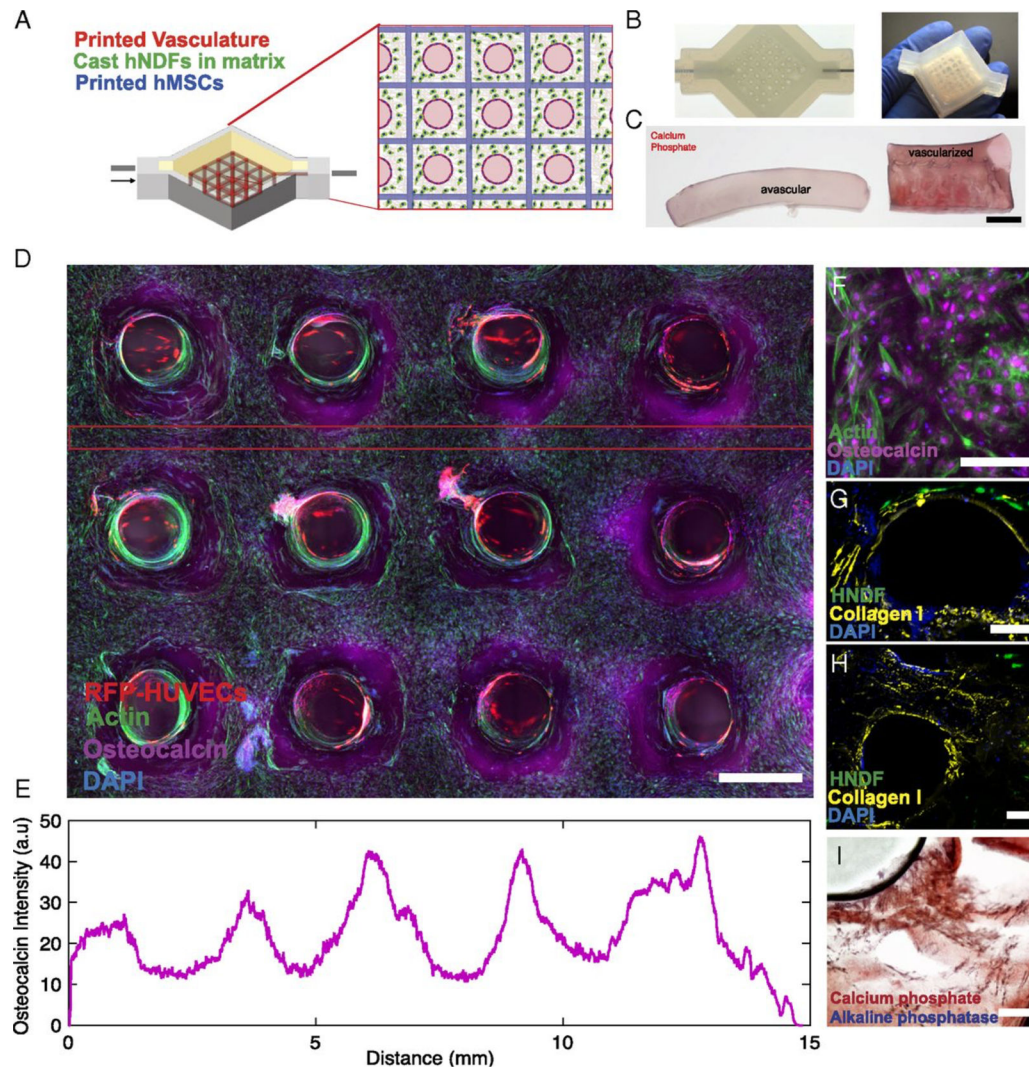 A
Printed Vasculature
Cast hNDFs in matrix
Printed hMSCs
B
C
Calcium
Phosphate
avascular
vascularized
D
RFP-HUVECs
Actin
Osteocalcin
DAPI
E
Osteocalcin Intensity (a.u)
50
40
30
20
10
0
0
5
10
15
Distance (mm)
F
Actin
Osteocalcin
DAPI
G
HNDF
Collagen I
DAPI
H
HNDF
Collagen I
DAPI
I
Calcium phosphate
Alkaline phosphatase